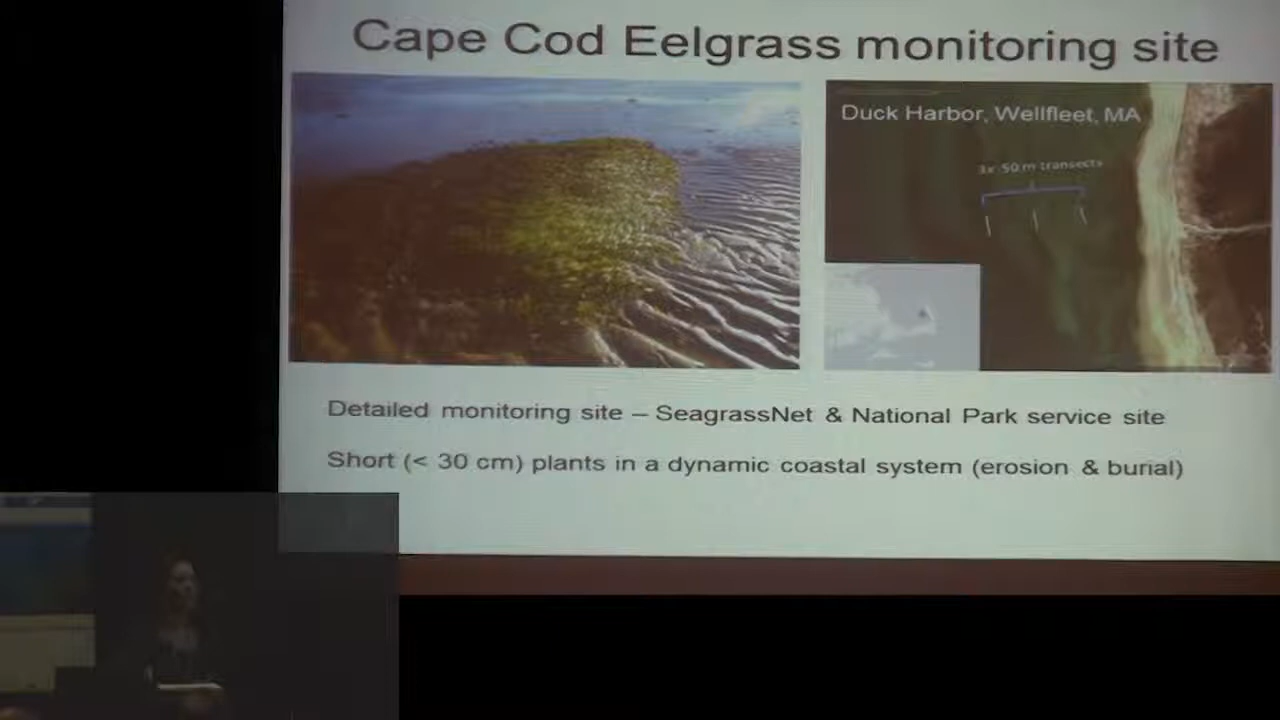 Cape Cod Eelgrass monitoring site
Duck Harbor, Wellfleet, MA
3x 50 m transects
Detailed monitoring site – SeagrassNet & National Park service site
Short (< 30 cm) plants in a dynamic coastal system (erosion & burial)